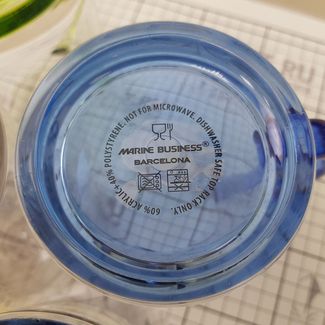 60% ACRYLIC+40% POLYSTYRENE. NOT FOR MICROWAVE. DISHWASHER SAFE TOP RACK ONLY.
MARINE BUSINESS®
BARCELONA